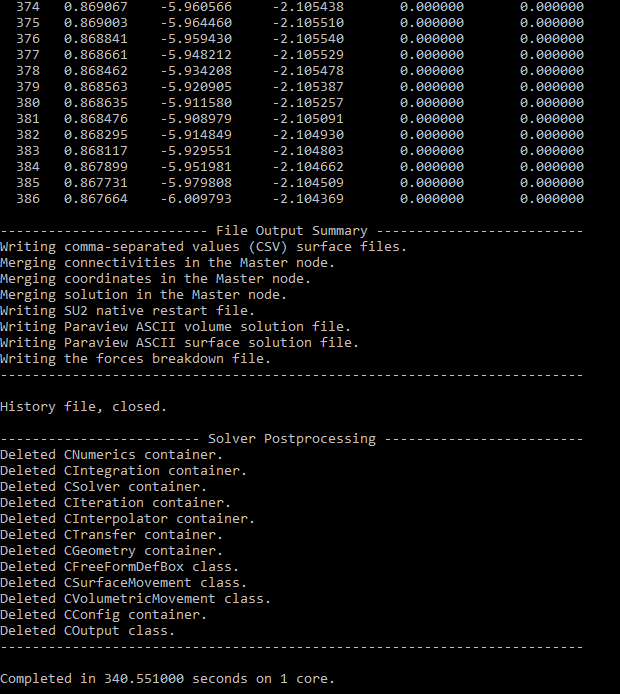 374 0.869067 -5.960566 -2.105438 0.000000 0.000000
375 0.869003 -5.964460 -2.105510 0.000000 0.000000
376 0.868841 -5.959430 -2.105540 0.000000 0.000000
377 0.868661 -5.948212 -2.105529 0.000000 0.000000
378 0.868462 -5.934208 -2.105478 0.000000 0.000000
379 0.868563 -5.920905 -2.105387 0.000000 0.000000
380 0.868635 -5.911580 -2.105257 0.000000 0.000000
381 0.868476 -5.908979 -2.105091 0.000000 0.000000
382 0.868295 -5.914849 -2.104930 0.000000 0.000000
383 0.868117 -5.929551 -2.104803 0.000000 0.000000
384 0.867899 -5.951981 -2.104662 0.000000 0.000000
385 0.867731 -5.979808 -2.104509 0.000000 0.000000
386 0.867664 -6.009793 -2.104369 0.000000 0.000000
-------------------------- File Output Summary --------------------------
Writing comma-separated values (CSV) surface files.
Merging connectivities in the Master node.
Merging coordinates in the Master node.
Merging solution in the Master node.
Writing SU2 native restart file.
Writing Paraview ASCII volume solution file.
Writing Paraview ASCII surface solution file.
Writing the forces breakdown file.
-------------------------------------------------------------------------
History file, closed.
------------------------- Solver Postprocessing -------------------------
Deleted CNumerics container.
Deleted CIntegration container.
Deleted CSolver container.
Deleted CIteration container.
Deleted CInterpolator container.
Deleted CTransfer container.
Deleted CGeometry container.
Deleted CFreeFormDefBox class.
Deleted CSurfaceMovement class.
Deleted CVolumetricMovement class.
Deleted CConfig container.
Deleted COutput class.
-------------------------------------------------------------------------
Completed in 340.551000 seconds on 1 core.